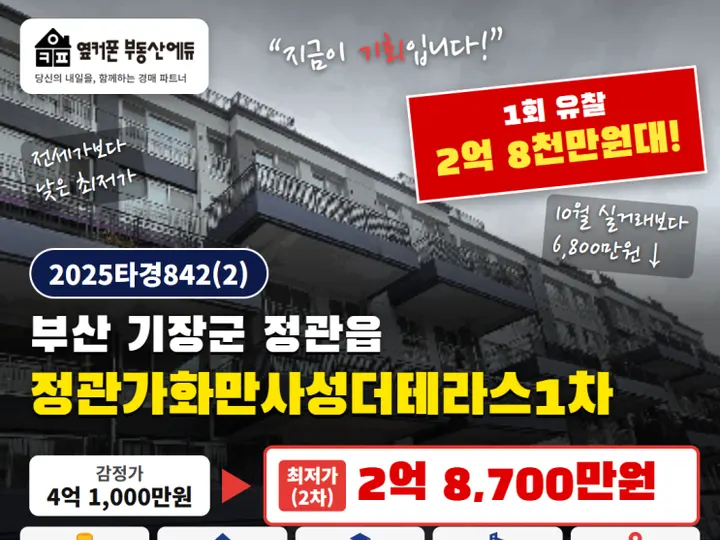 옆커폰 부동산에듀
당신의 내일을, 함께하는 경매 파트너
“지금이 기회입니다!”
1회 유찰
2억 8천만원대!
전세가보다
낮은 최저가
10월 실거래보다
6,800만원↓
2025타경842(2)
부산 기장군 정관읍
정관가화만사성더테라스1차
감정가
4억 1,000만원
최저가
(2차)
2억 8,700만원